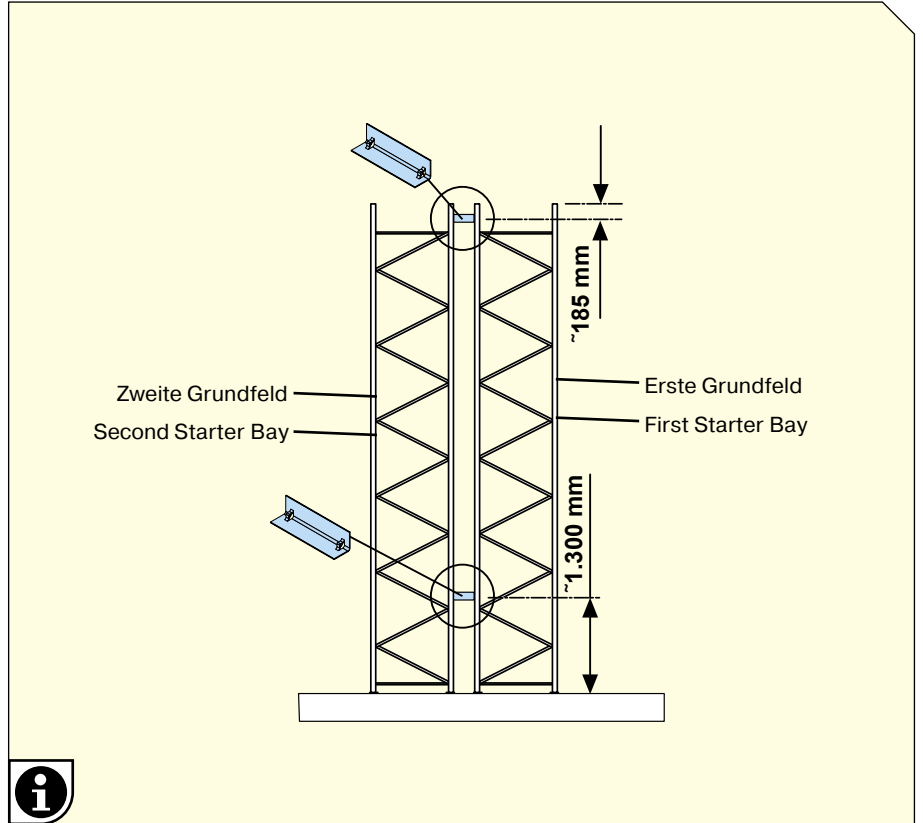 ~185 mm
Zweite Grundfeld
Second Starter Bay
Erste Grundfeld
First Starter Bay
~1.300 mm
i